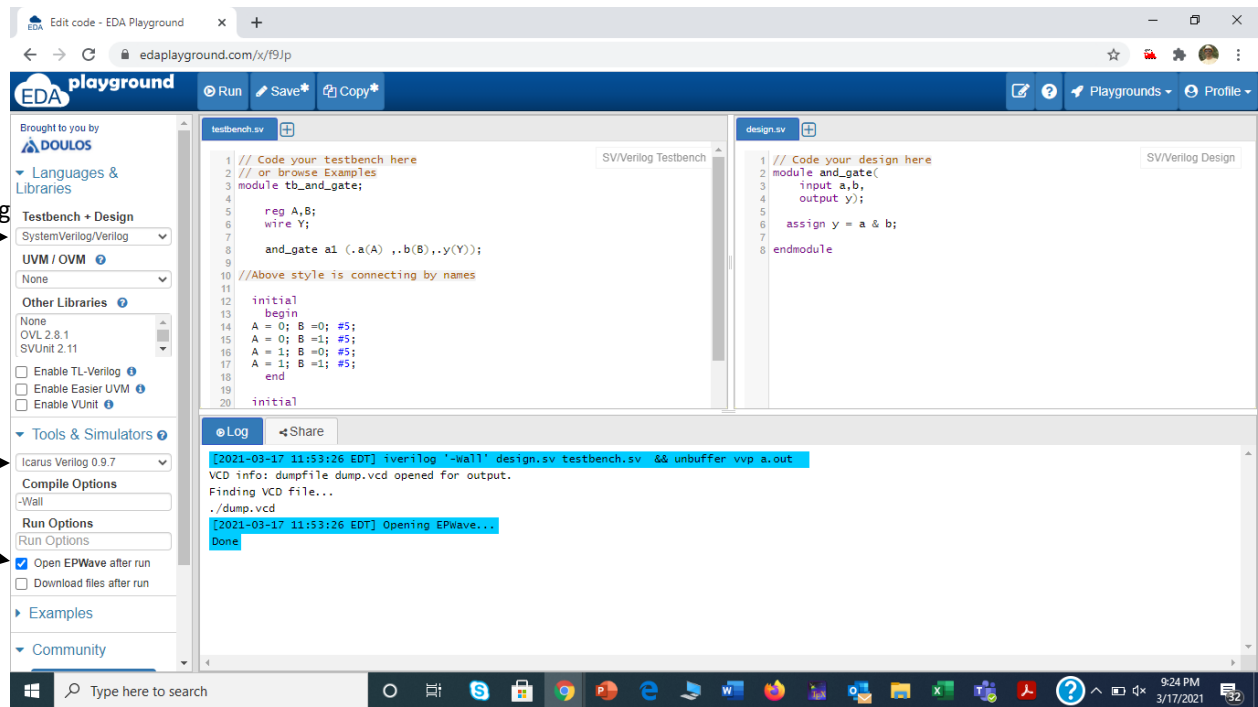 EDA
Edit code - EDA Playground
edaplayground.com/x/f9Jp
EDA playground
Run
Save*
Copy*
?
Playgrounds
Profile
Brought to you by
DOULOS
Languages &
Libraries
g
Testbench + Design
SystemVerilog/Verilog
UVM / OVM ?
None
Other Libraries ?
None
OVL 2.8.1
SVUnit 2.11
Enable TL-Verilog
Enable Easier UVM
Enable VUnit
Tools & Simulators ?
Icarus Verilog 0.9.7
Compile Options
-Wall
Run Options
Run Options
Open EPWave after run
Download files after run
Examples
Community
testbench.sv
SV/Verilog Testbench
1 // Code your testbench here
2 // or browse Examples
3 module tb_and_gate;
4
5 reg A,B;
6 wire Y;
7
8 and_gate a1 (.a(A) ,.b(B),.y(Y));
9
10 //Above style is connecting by names
11
12 initial
13 begin
14 A = 0; B =0; #5;
15 A = 0; B =1; #5;
16 A = 1; B =0; #5;
17 A = 1; B =1; #5;
18 end
19
20 initial
design.sv
SV/Verilog Design
1 // Code your design here
2 module and_gate(
3 input a,b,
4 output y);
5
6 assign y = a & b;
7
8 endmodule
Log
Share
[2021-03-17 11:53:26 EDT] iverilog '-Wall' design.sv testbench.sv && unbuffer vvp a.out
VCD info: dumpfile dump.vcd opened for output.
Finding VCD file...
./dump.vcd
[2021-03-17 11:53:26 EDT] Opening EPWave...
Done
Type here to search
9:24 PM
3/17/2021
32